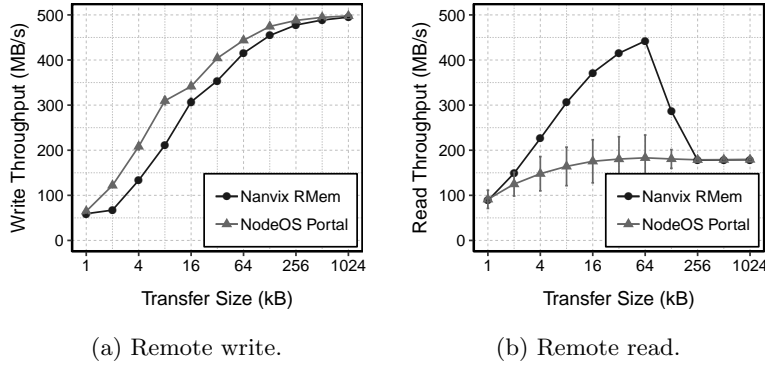 Write Throughput (MB/s)
500
400
300
200
100
0
Nanvix RMem
NodeOS Portal
1 4 16 64 256 1024
Transfer Size (kB)
(a) Remote write.
Read Throughput (MB/s)
500
400
300
200
100
0
Nanvix RMem
NodeOS Portal
1 4 16 64 256 1024
Transfer Size (kB)
(b) Remote read.